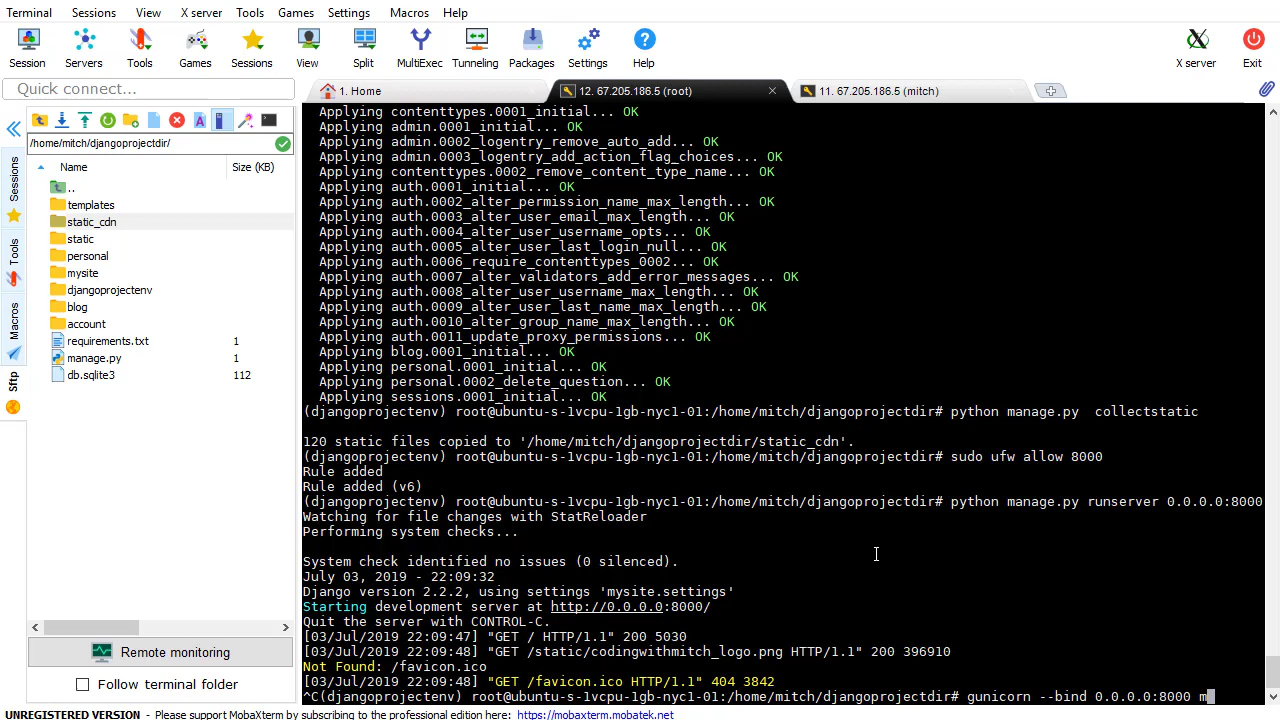 Terminal Sessions View X server Tools Games Settings Macros Help
Session Servers Tools Games Sessions View Split MultiExec Tunneling Packages Settings Help X server Exit
Quick connect...
1. Home
12. 67.205.186.5 (root)
11. 67.205.186.5 (mitch)
/home/mitch/djangoprojectdir/
Name Size (KB)
..
templates
static_cdn
static
personal
mysite
djangoprojectenv
blog
account
requirements.txt 1
manage.py 1
db.sqlite3 112
Sessions
Tools
Macros
Sftp
Remote monitoring
Follow terminal folder
Applying contenttypes.0001_initial... OK
Applying admin.0001_initial... OK
Applying admin.0002_logentry_remove_auto_add... OK
Applying admin.0003_logentry_add_action_flag_choices... OK
Applying contenttypes.0002_remove_content_type_name... OK
Applying auth.0001_initial... OK
Applying auth.0002_alter_permission_name_max_length... OK
Applying auth.0003_alter_user_email_max_length... OK
Applying auth.0004_alter_user_username_opts... OK
Applying auth.0005_alter_user_last_login_null... OK
Applying auth.0006_require_contenttypes_0002... OK
Applying auth.0007_alter_validators_add_error_messages... OK
Applying auth.0008_alter_user_username_max_length... OK
Applying auth.0009_alter_user_last_name_max_length... OK
Applying auth.0010_alter_group_name_max_length... OK
Applying auth.0011_update_proxy_permissions... OK
Applying blog.0001_initial... OK
Applying personal.0001_initial... OK
Applying personal.0002_delete_question... OK
Applying sessions.0001_initial... OK
(djangoprojectenv) root@ubuntu-s-1vcpu-1gb-nyc1-01:/home/mitch/djangoprojectdir# python manage.py  collectstatic
120 static files copied to '/home/mitch/djangoprojectdir/static_cdn'.
(djangoprojectenv) root@ubuntu-s-1vcpu-1gb-nyc1-01:/home/mitch/djangoprojectdir# sudo ufw allow 8000
Rule added
Rule added (v6)
(djangoprojectenv) root@ubuntu-s-1vcpu-1gb-nyc1-01:/home/mitch/djangoprojectdir# python manage.py runserver 0.0.0.0:8000
Watching for file changes with StatReloader
Performing system checks...
System check identified no issues (0 silenced).
July 03, 2019 - 22:09:32
Django version 2.2.2, using settings 'mysite.settings'
Starting development server at http://0.0.0.0:8000/
Quit the server with CONTROL-C.
[03/Jul/2019 22:09:47] "GET / HTTP/1.1" 200 5030
[03/Jul/2019 22:09:48] "GET /static/codingwithmitch_logo.png HTTP/1.1" 200 396910
Not Found: /favicon.ico
[03/Jul/2019 22:09:48] "GET /favicon.ico HTTP/1.1" 404 3842
^C(djangoprojectenv) root@ubuntu-s-1vcpu-1gb-nyc1-01:/home/mitch/djangoprojectdir# gunicorn --bind 0.0.0.0:8000 m
UNREGISTERED VERSION - Please support MobaXterm by subscribing to the professional edition here: https://mobaxterm.mobatek.net